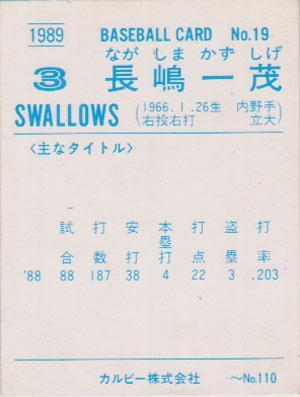 1989 BASEBALL CARD No.19
なが しま かず しげ
3 長嶋一茂
SWALLOWS (1966.1.26生 内野手
右投右打 立大)
〈主なタイトル〉
試合 打数 安打 本塁打 打点 盗塁 打率
'88 88 187 38 4 22 3 .203
カルビー株式会社 〜No.110